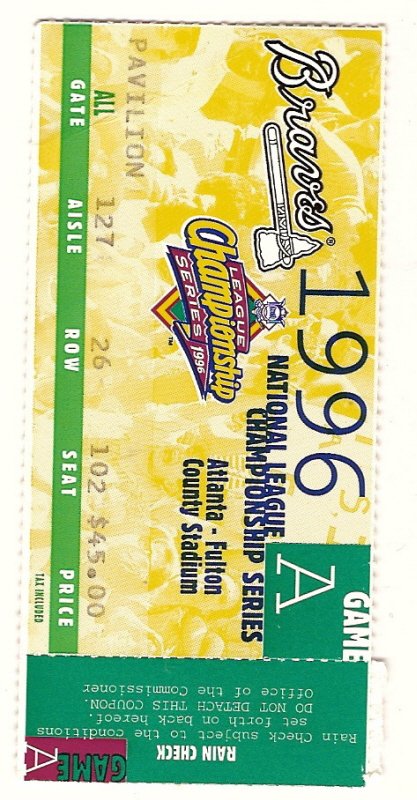 Braves®
1996
NATIONAL LEAGUE
CHAMPIONSHIP SERIES
Atlanta - Fulton
County Stadium
LEAGUE
Championship
SERIES 1996
TM
GAME
A
PAVILION
ALL 127 26 102 $45.00
GATE AISLE ROW SEAT PRICE
TAX INCLUDED
RAIN CHECK
Rain Check subject to the conditions
set forth on back hereof.
DO NOT DETACH THIS COUPON.
Office of the Commissioner
GAME
A